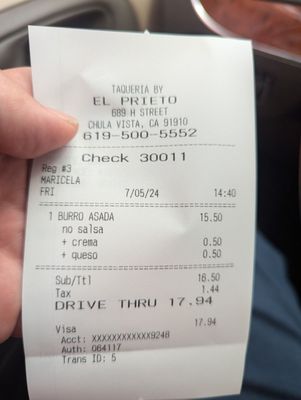 TAQUERIA BY
EL PRIETO
689 H STREET
CHULA VISTA, CA 91910
619-500-5552
Check 30011
Reg #3
MARICELA
FRI 7/05/24 14:40
1 BURRO ASADA 15.50
no salsa
+ crema 0.50
+ queso 0.50
Sub/Ttl 16.50
Tax 1.44
DRIVE THRU 17.94
Visa 17.94
Acct: XXXXXXXXXXXX9246
Auth: 064117
Trans ID: 5